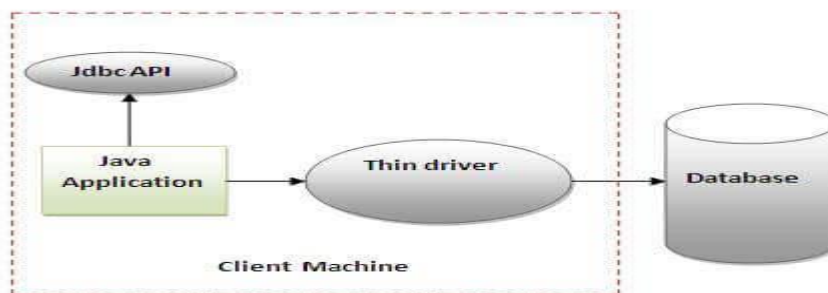 Jdbc API
Java
Application
Thin driver
Database
Client Machine